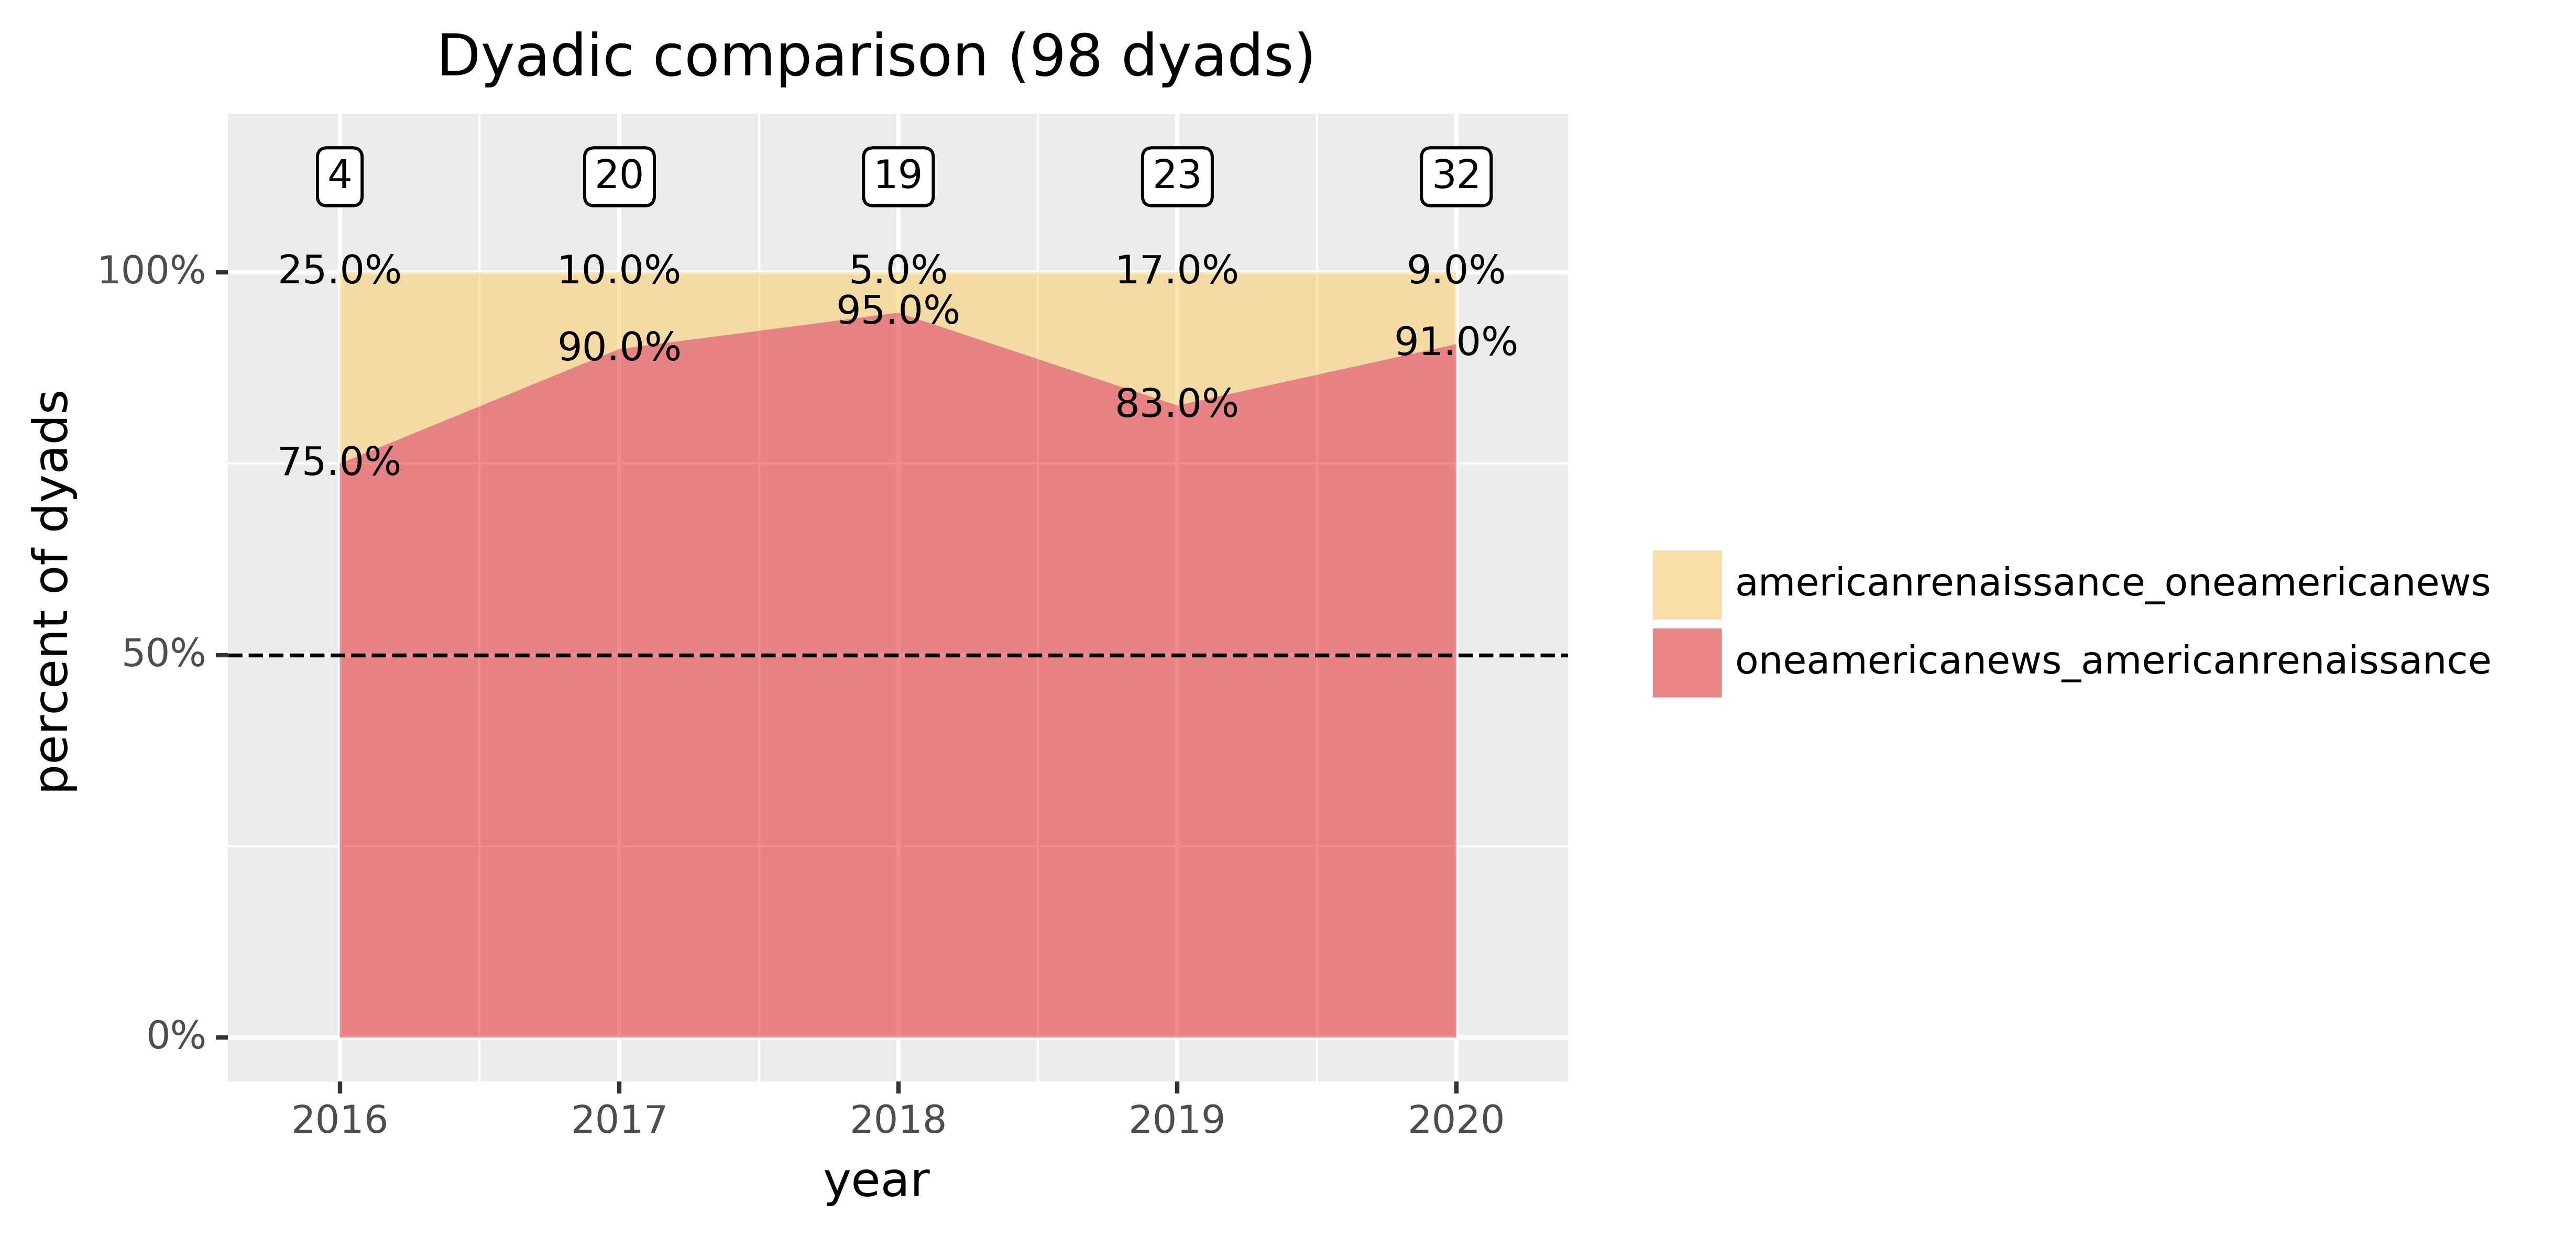 Dyadic comparison (98 dyads)
4 20 19 23 32
100%
25.0% 10.0% 5.0% 17.0% 9.0%
95.0%
90.0%
91.0%
83.0%
75.0%
50%
0%
2016 2017 2018 2019 2020
year
percent of dyads
americanrenaissance_oneamericanews
oneamericanews_americanrenaissance